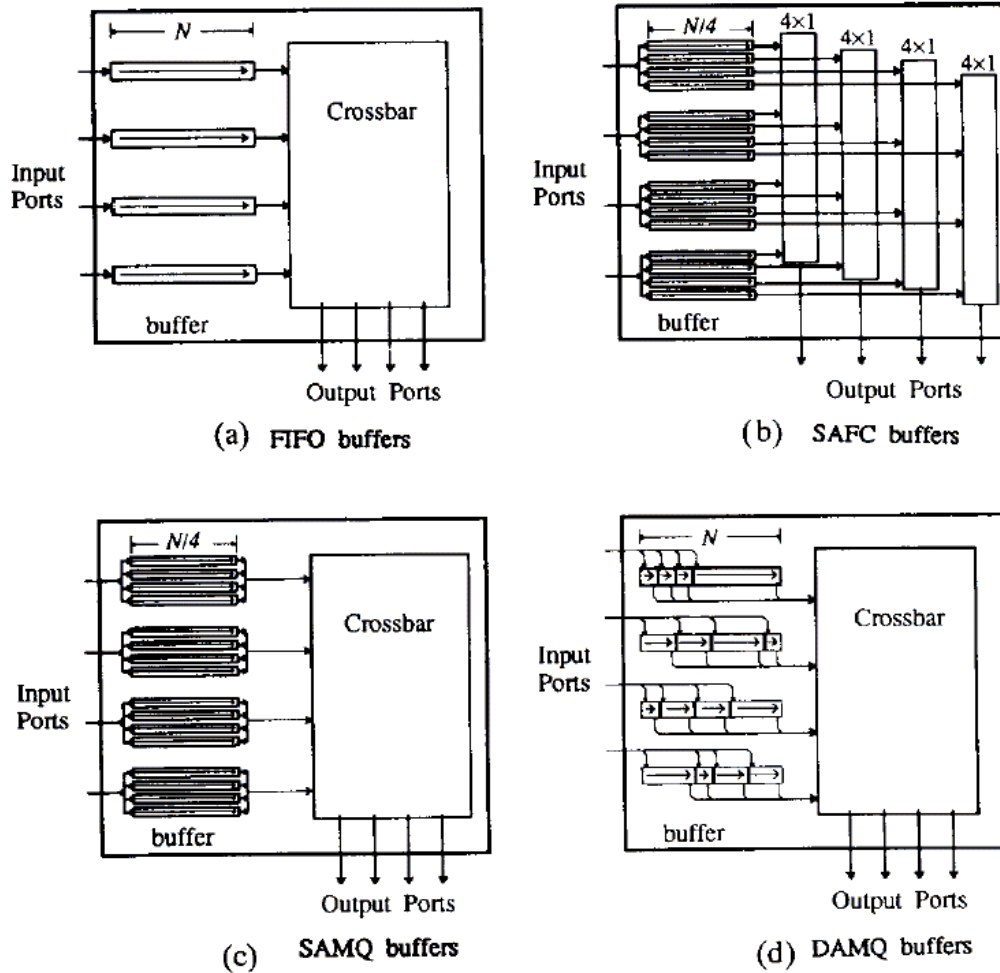 N
Crossbar
Input
Ports
buffer
Output Ports
(a) FIFO buffers
N/4
4×1
4×1
4×1
4×1
Input
Ports
buffer
Output Ports
(b) SAFC buffers
N/4
Crossbar
Input
Ports
buffer
Output Ports
(c) SAMQ buffers
N
Crossbar
Input
Ports
buffer
Output Ports
(d) DAMQ buffers